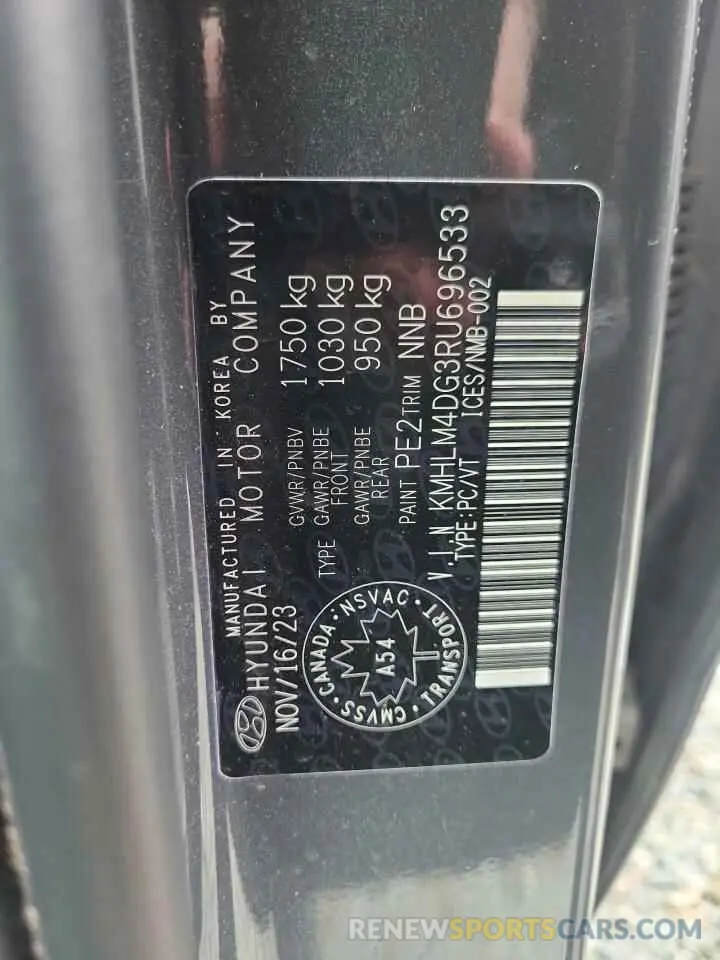 MANUFACTURED IN KOREA BY
HYUNDAI MOTOR COMPANY
NOV/16/23
GVWR/PNBV 1750 kg
TYPE GAWR/PNBE FRONT 1030 kg
GAWR/PNBE REAR 950 kg
PAINT PE2 TRIM NNB
CANADA · NSVAC · TRANSPORT · CMVSS ·
A54
V.I.N KMHLM4DG3RU696533
TYPE:PC/VT ICES/NMB-002
RENEWSPORTSCARS.COM